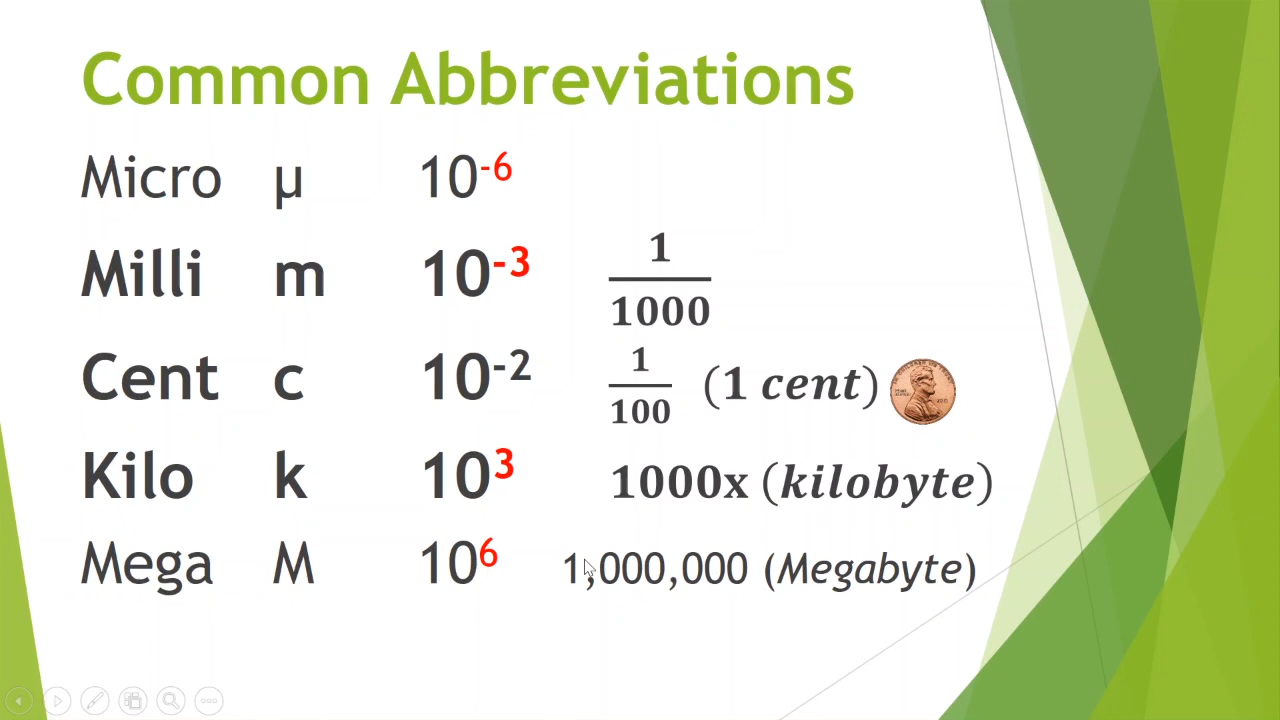 Common Abbreviations
Micro μ 10⁻⁶
Milli m 10⁻³ 1/1000
Cent c 10⁻² 1/100 (1 cent)
Kilo k 10³ 1000x (kilobyte)
Mega M 10⁶ 1,000,000 (Megabyte)